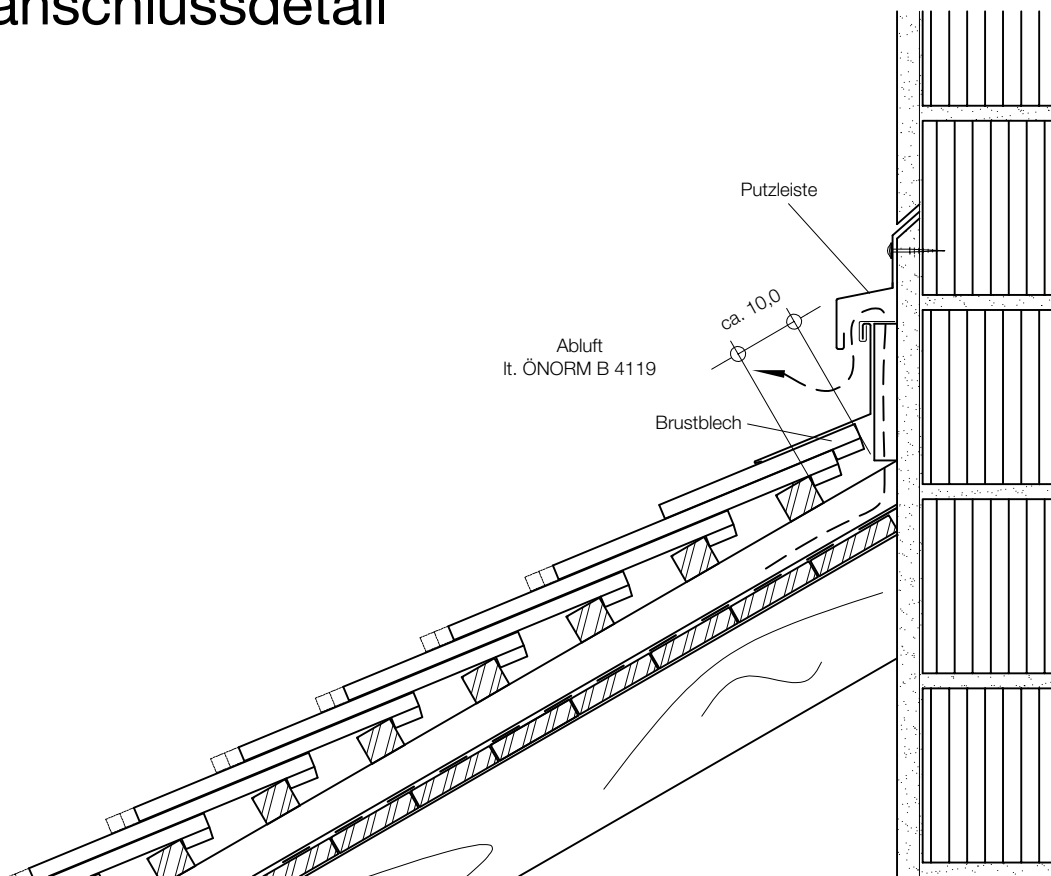 anschlussdetail
Putzleiste
ca. 10,0
Abluft
lt. ÖNORM B 4119
Brustblech